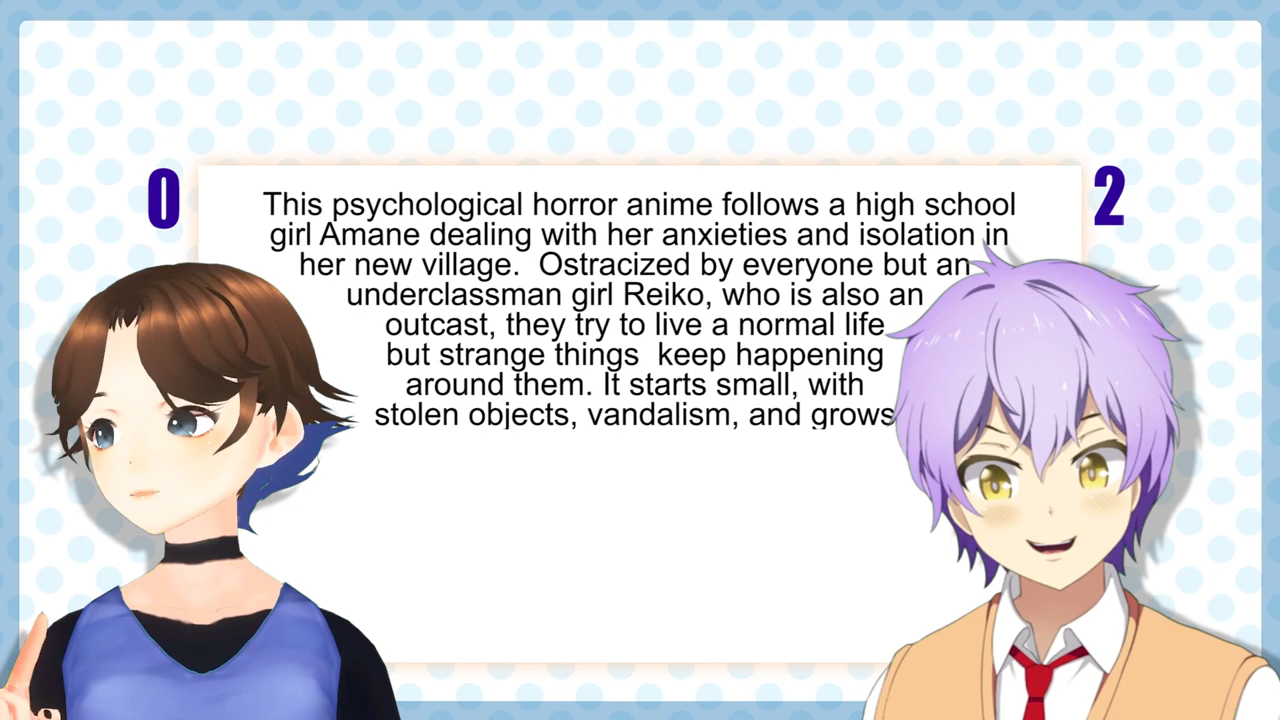 0
2
This psychological horror anime follows a high school
girl Amane dealing with her anxieties and isolation in
her new village.  Ostracized by everyone but an
underclassman girl Reiko, who is also an
outcast, they try to live a normal life
but strange things  keep happening
around them. It starts small, with
stolen objects, vandalism, and grows